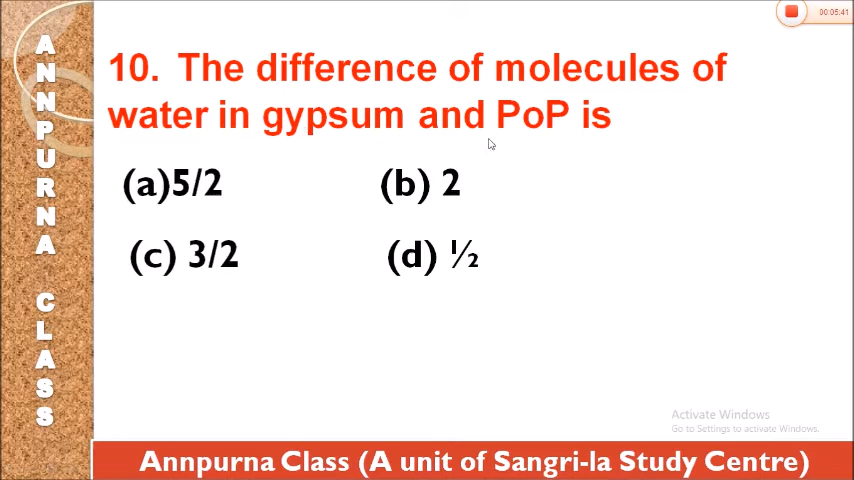 00:05:41
ANNPURNA CLASS
10. The difference of molecules of
water in gypsum and PoP is
(a)5/2 (b) 2
(c) 3/2 (d) ½
Activate Windows
Go to Settings to activate Windows.
Annpurna Class (A unit of Sangri-la Study Centre)